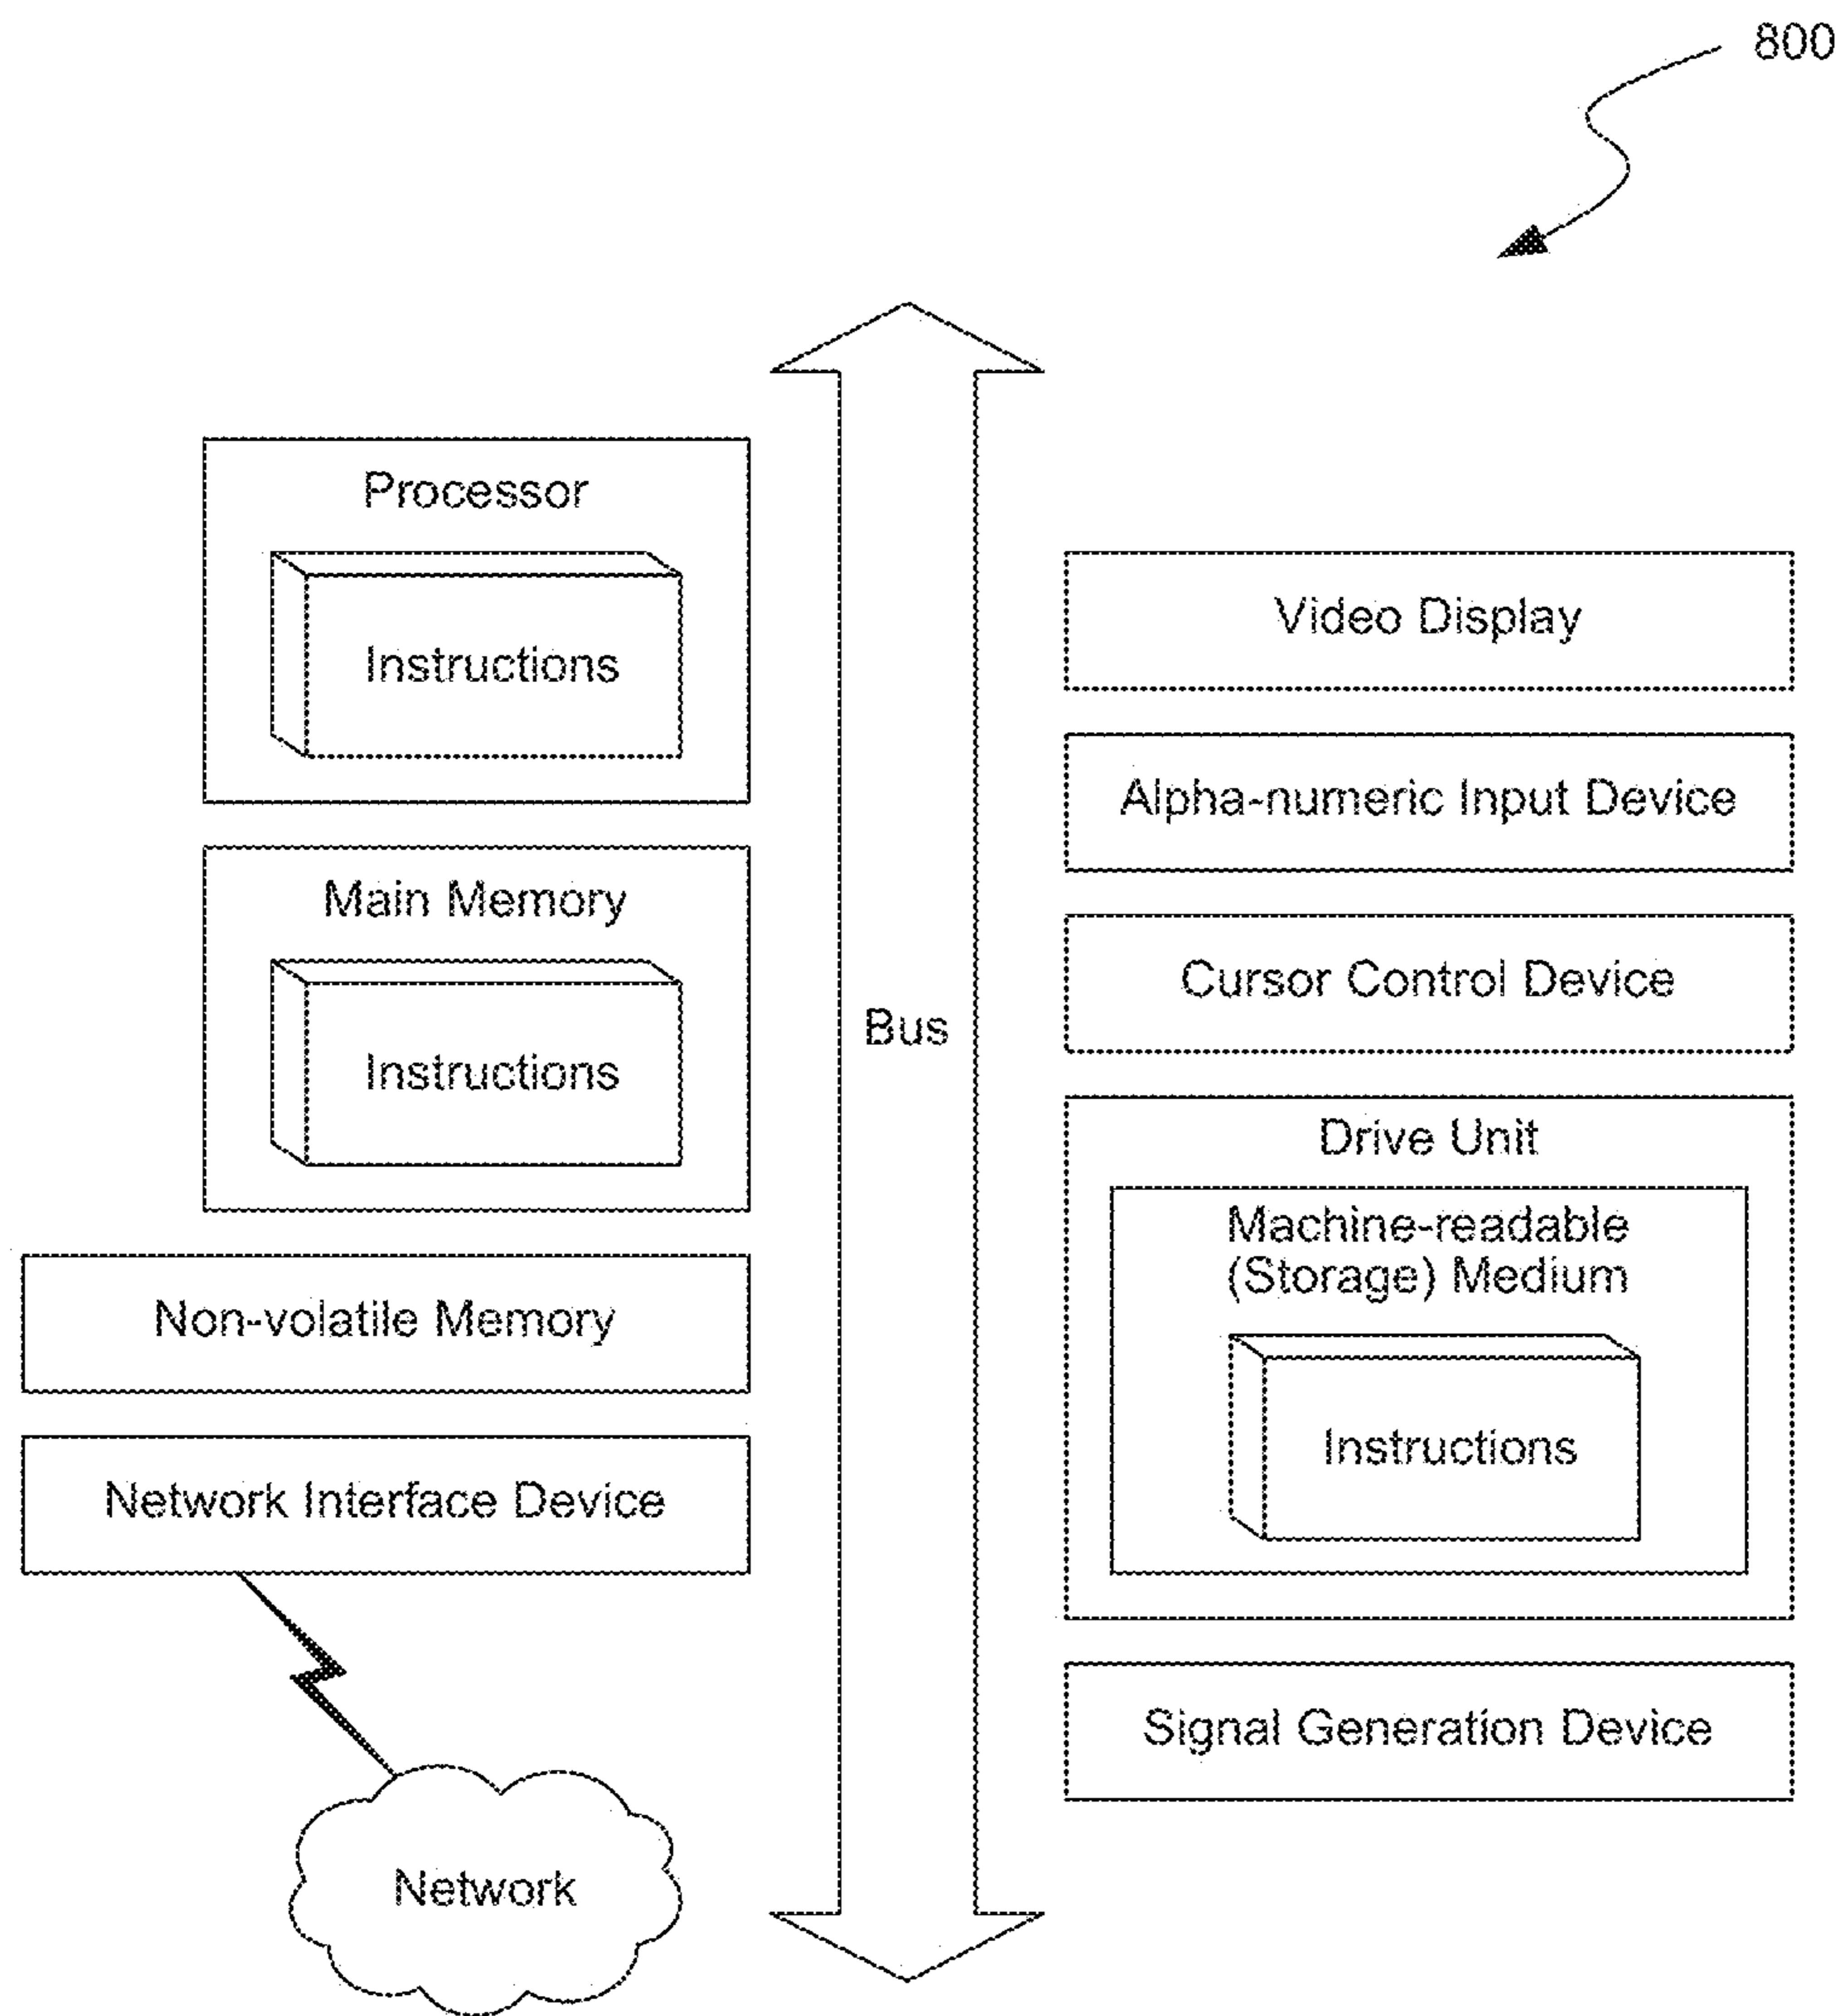 800
Processor
Instructions
Main Memory
Instructions
Non-volatile Memory
Network Interface Device
Network
Bus
Video Display
Alpha-numeric Input Device
Cursor Control Device
Drive Unit
Machine-readable
(Storage) Medium
Instructions
Signal Generation Device